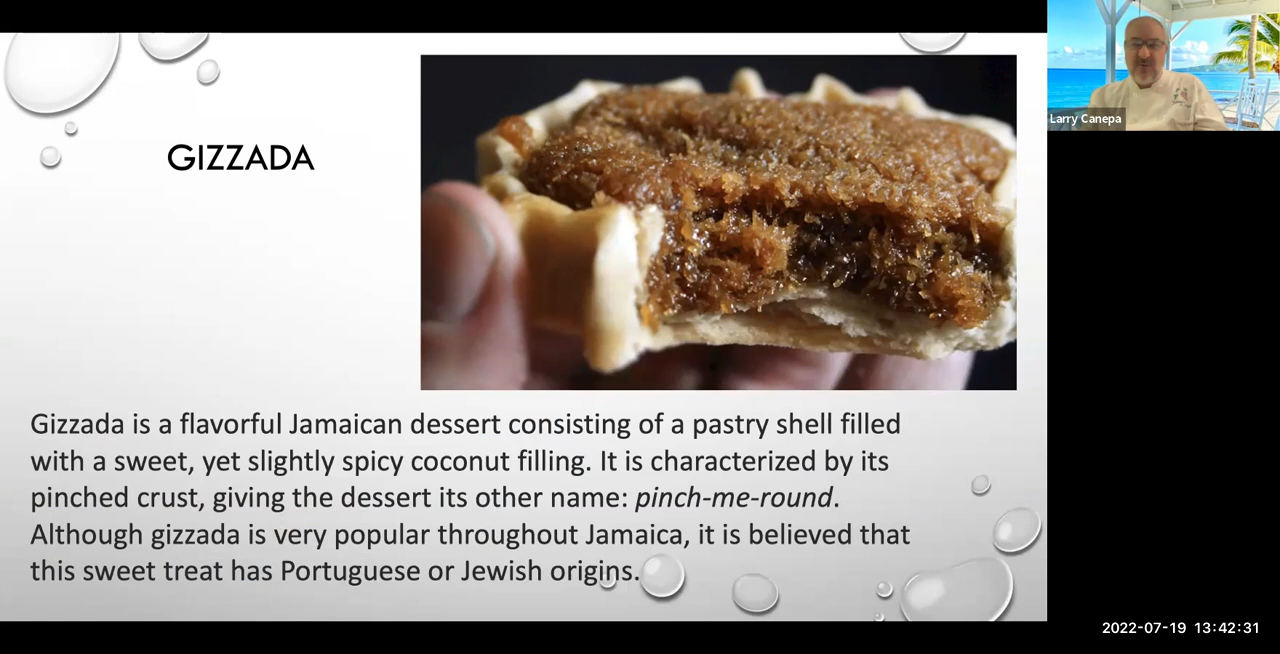 GIZZADA
Larry Canepa
Gizzada is a flavorful Jamaican dessert consisting of a pastry shell filled
with a sweet, yet slightly spicy coconut filling. It is characterized by its
pinched crust, giving the dessert its other name: pinch-me-round.
Although gizzada is very popular throughout Jamaica, it is believed that
this sweet treat has Portuguese or Jewish origins.
2022-07-19 13:42:31